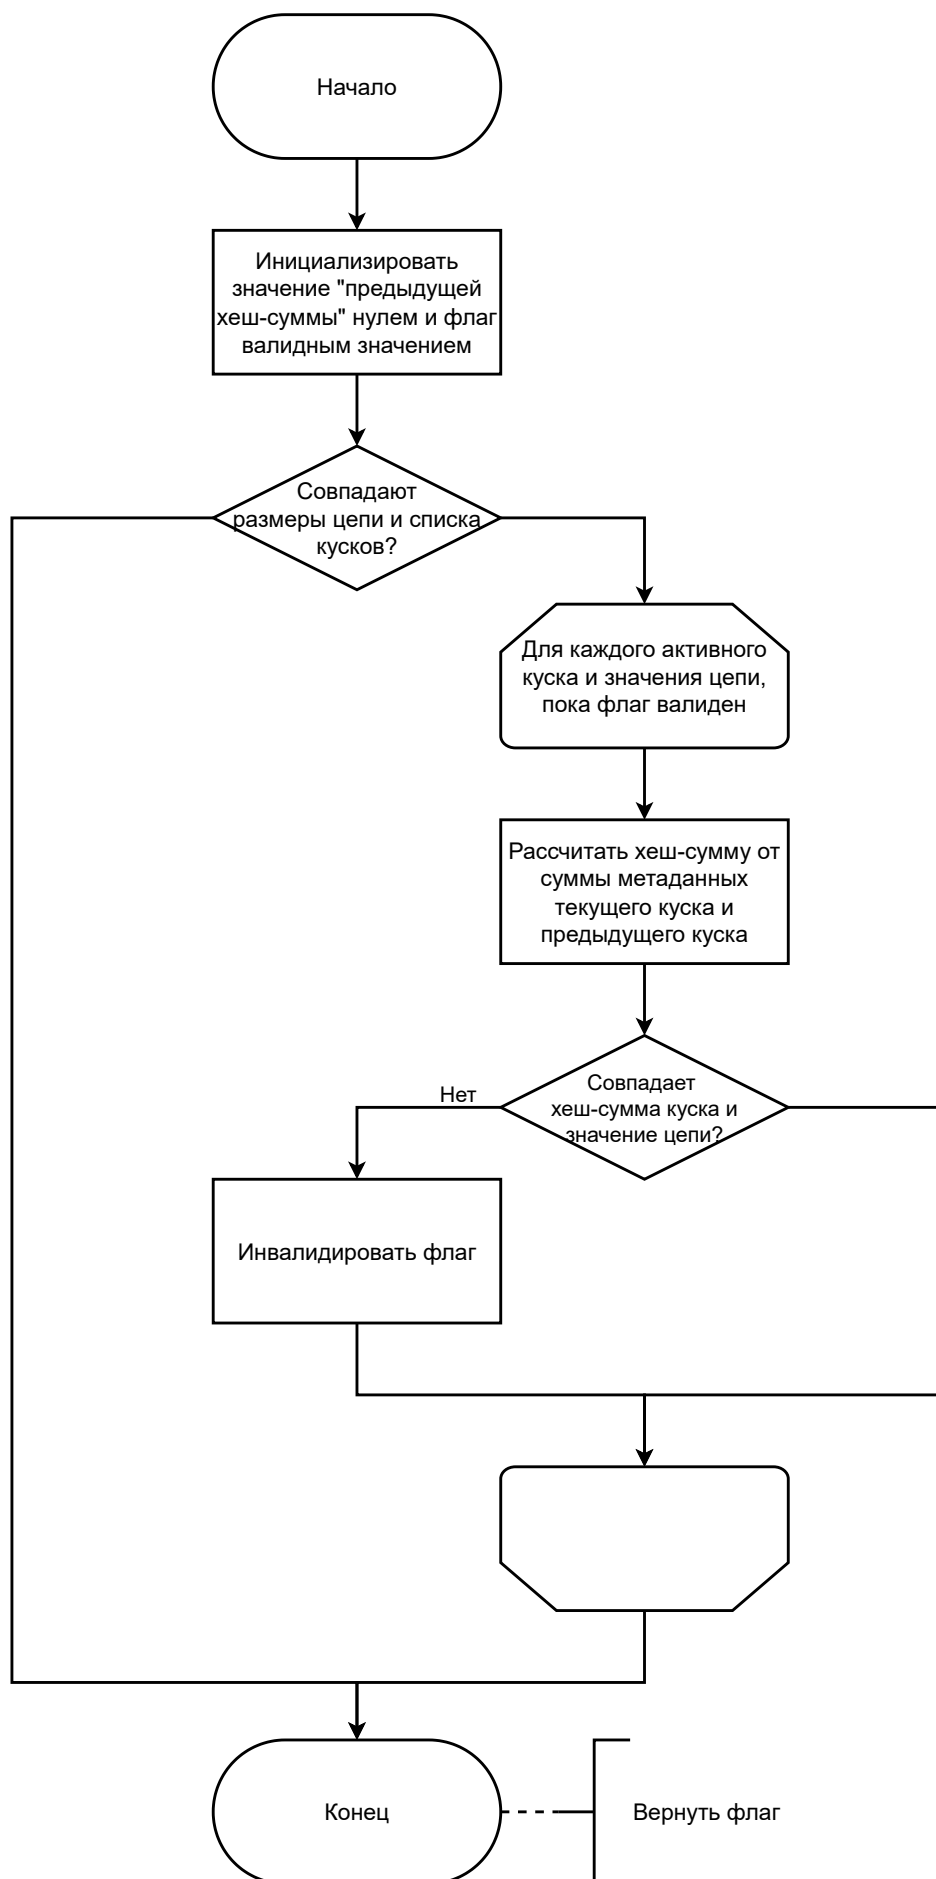 Начало
Инициализировать
значение "предыдущей
хеш-суммы" нулем и флаг
валидным значением
Совпадают
размеры цепи и списка
кусков?
Для каждого активного
куска и значения цепи,
пока флаг валиден
Рассчитать хеш-сумму от
суммы метаданных
текущего куска и
предыдущего куска
Нет
Совпадает
хеш-сумма куска и
значение цепи?
Инвалидировать флаг
Конец
Вернуть флаг